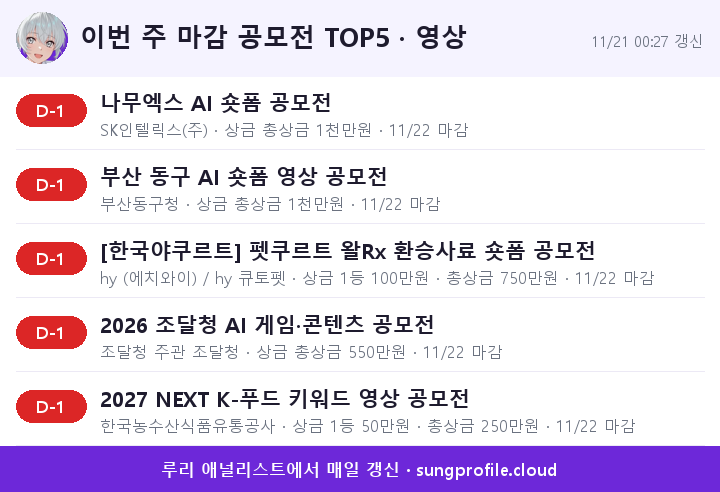 이번 주 마감 공모전 TOP5 · 영상
11/21 00:27 갱신
D-1
나무엑스 AI 숏폼 공모전
SK인텔릭스(주) · 상금 총상금 1천만원 · 11/22 마감
D-1
부산 동구 AI 숏폼 영상 공모전
부산동구청 · 상금 총상금 1천만원 · 11/22 마감
D-1
[한국야쿠르트] 펫쿠르트 왈Rx 환승사료 숏폼 공모전
hy (에치와이) / hy 큐토펫 · 상금 1등 100만원 · 총상금 750만원 · 11/22 마감
D-1
2026 조달청 AI 게임·콘텐츠 공모전
조달청 주관 조달청 · 상금 총상금 550만원 · 11/22 마감
D-1
2027 NEXT K-푸드 키워드 영상 공모전
한국농수산식품유통공사 · 상금 1등 50만원 · 총상금 250만원 · 11/22 마감
루리 애널리스트에서 매일 갱신 · sungprofile.cloud